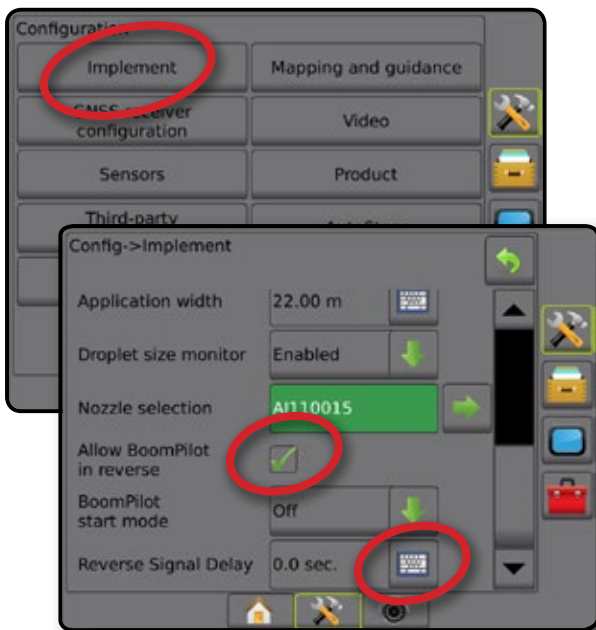 Configuration
Implement
Mapping and guidance
GNSS receiver
configuration
Video
Sensors
Product
Third-party
Config->Implement
Application width
22.00 m
Droplet size monitor
Enabled
Nozzle selection
AI110015
Allow BoomPilot
in reverse
BoomPilot
start mode
Off
Reverse Signal Delay
0.0 sec.